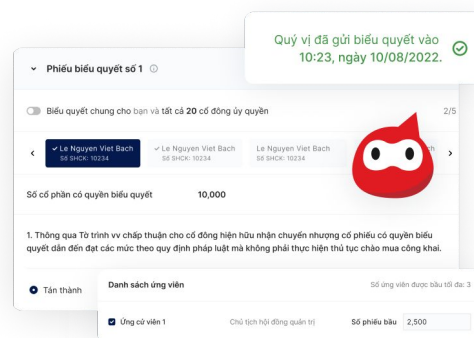 Quý vị đã gửi biểu quyết vào
10:23, ngày 10/08/2022.
Phiếu biểu quyết số 1
Biểu quyết chung cho bạn và tất cả 20 cổ đông ủy quyền
2/5
Le Nguyen Viet Bach
Số SHCK: 10234
Le Nguyen Viet Bach
Số SHCK: 10234
Le Nguyen Viet Bach
Số SHCK: 10234
Số cổ phần có quyền biểu quyết 10,000
1. Thông qua Tờ trình vv chấp thuận cho cổ đông hiện hữu nhận chuyển nhượng cổ phiếu có quyền biểu
quyết dẫn đến đạt các mức theo quy định pháp luật mà không phải thực hiện thủ tục chào mua công khai.
Tán thành
Danh sách ứng viên
Số ứng viên được bầu tối đa: 3
Ứng cử viên 1
Chủ tịch hội đồng quản trị
Số phiếu bầu 2,500